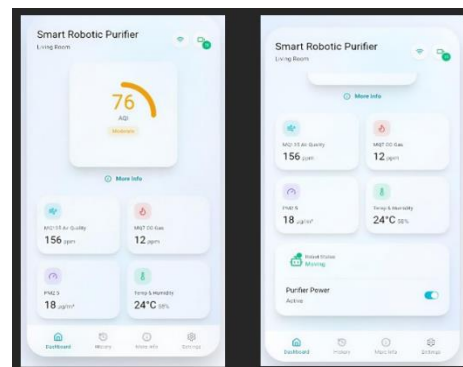 Smart Robotic Purifier
Living Room
76
AQI
Moderate
More Info
MQ135 Air Quality
156 ppm
MQ7 CO Gas
12 ppm
PM2.5
18 µg/m³
Temp & Humidity
24°C 58%
Dashboard
History
More Info
Settings
Smart Robotic Purifier
Living Room
More Info
MQ135 Air Quality
156 ppm
MQ7 CO Gas
12 ppm
PM2.5
18 µg/m³
Temp & Humidity
24°C 58%
Robot Status
Moving
Purifier Power
Active
Dashboard
History
More Info
Settings